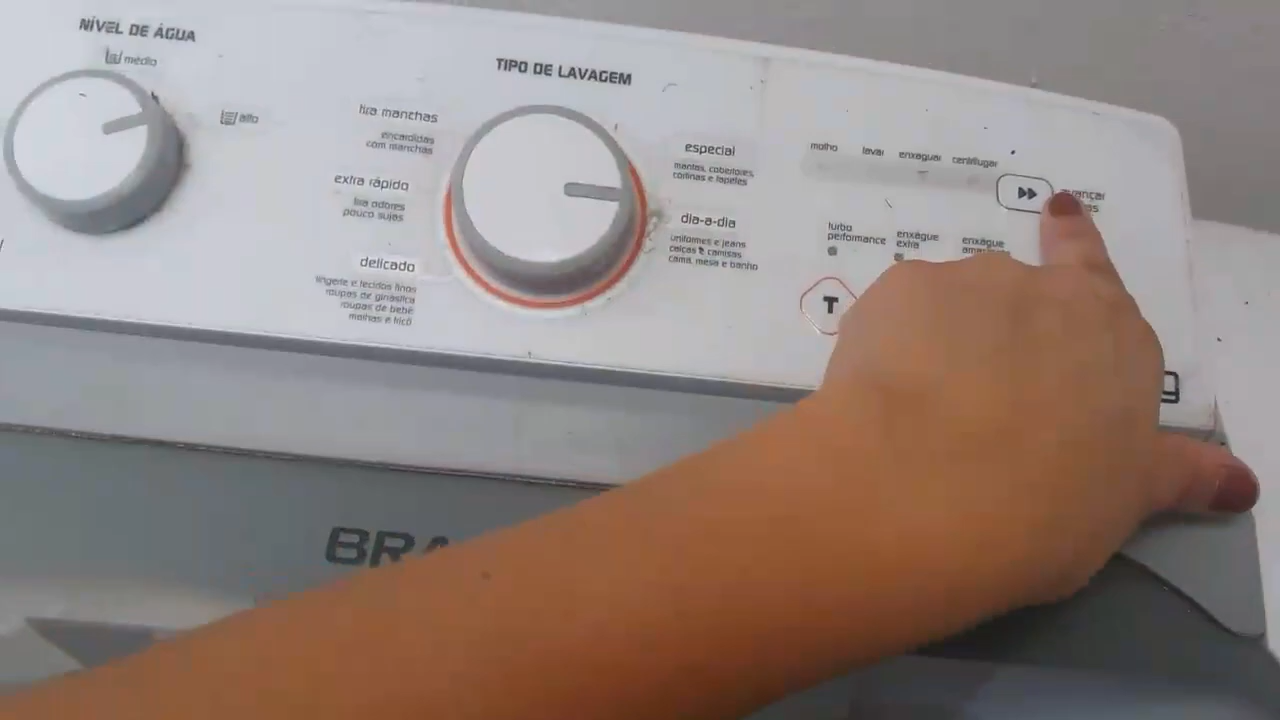 NÍVEL DE ÁGUA
médio
alto
TIPO DE LAVAGEM
tira manchas
encardidas
com manchas
extra rápido
tira odores
pouco sujas
delicado
lingerie e tecidos finos
roupas de ginástica
roupas de bebê
malhas e tricô
especial
mantas, cobertores,
cortinas e tapetes
dia-a-dia
uniformes e jeans
calças e camisas
cama, mesa e banho
molho
lavar
enxaguar
centrifugar
avançar
turbo
performance
enxágue
extra
enxágue
T
g
BRA